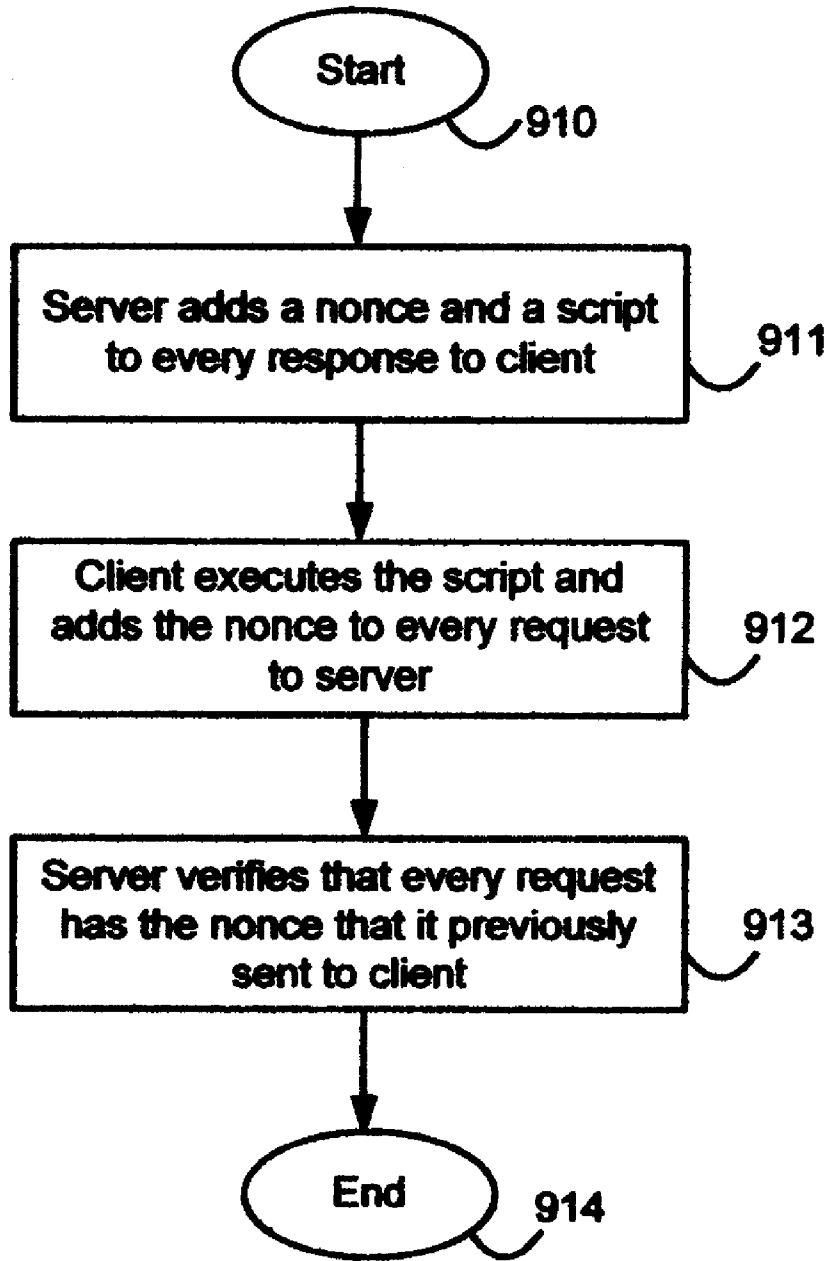 Start
910
Server adds a nonce and a script
to every response to client
911
Client executes the script and
adds the nonce to every request
to server
912
Server verifies that every request
has the nonce that it previously
sent to client
913
End
914